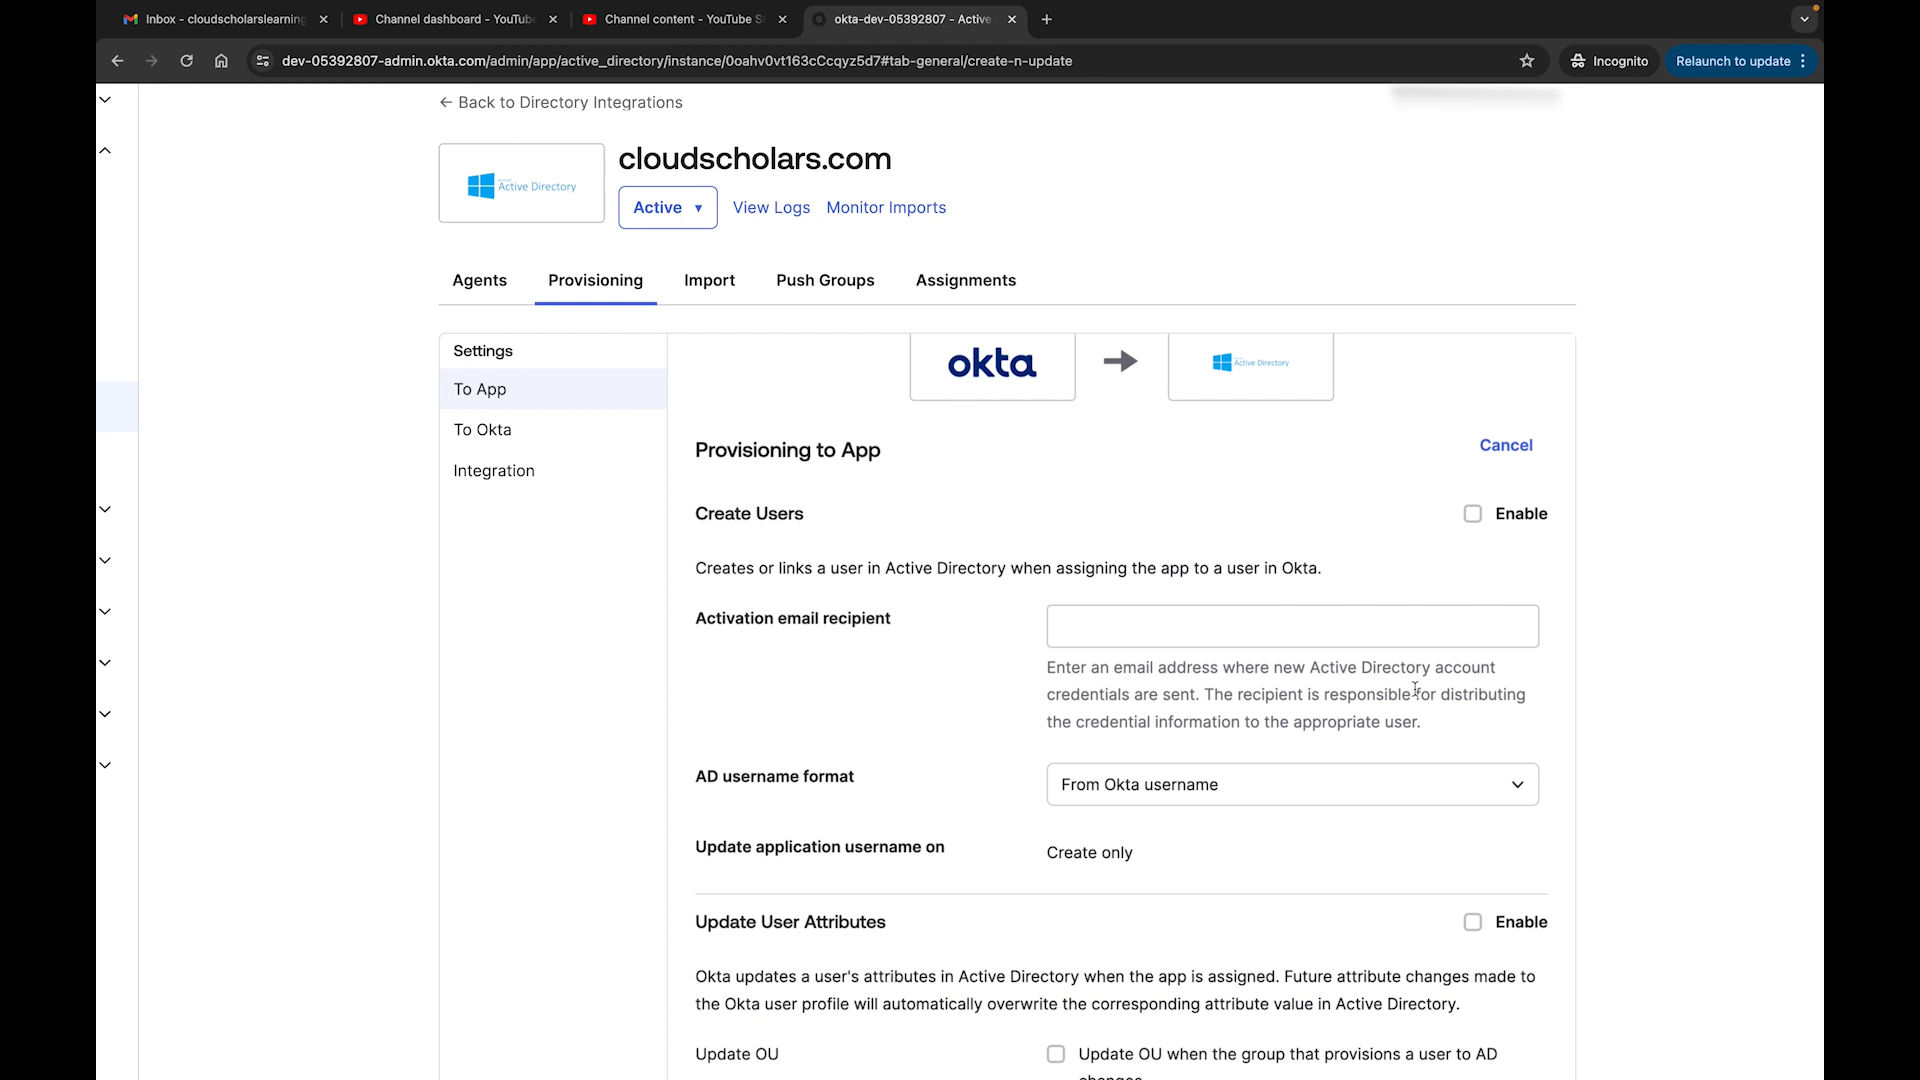 Inbox - cloudscholarslearning
Channel dashboard - YouTube
Channel content - YouTube S
okta-dev-05392807 - Active
dev-05392807-admin.okta.com/admin/app/active_directory/instance/0oahv0vt163cCcqyz5d7#tab-general/create-n-update
Incognito
Relaunch to update
← Back to Directory Integrations
Active Directory
cloudscholars.com
Active
View Logs
Monitor Imports
Agents
Provisioning
Import
Push Groups
Assignments
Settings
To App
To Okta
Integration
okta
Active Directory
Provisioning to App
Cancel
Create Users
Enable
Creates or links a user in Active Directory when assigning the app to a user in Okta.
Activation email recipient
Enter an email address where new Active Directory account
credentials are sent. The recipient is responsible for distributing
the credential information to the appropriate user.
AD username format
From Okta username
Update application username on
Create only
Update User Attributes
Enable
Okta updates a user's attributes in Active Directory when the app is assigned. Future attribute changes made to
the Okta user profile will automatically overwrite the corresponding attribute value in Active Directory.
Update OU
Update OU when the group that provisions a user to AD
changes